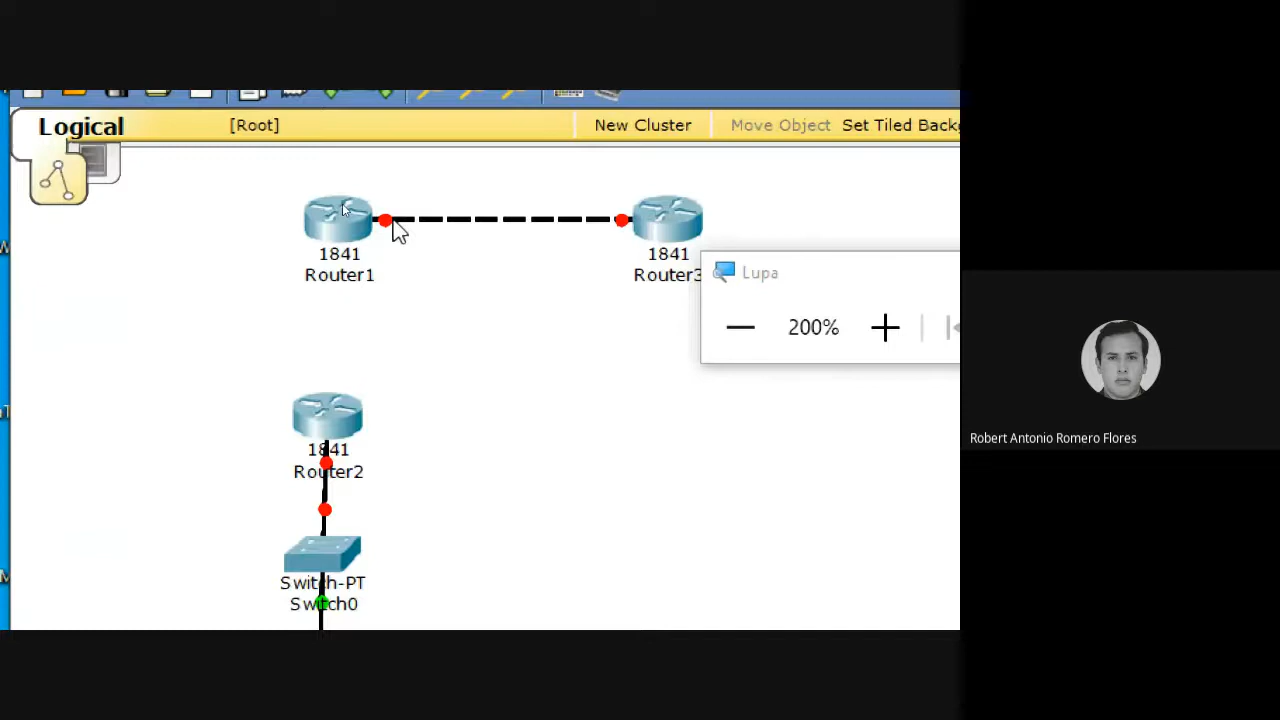 Logical
[Root]
New Cluster
Move Object
Set Tiled Backg
1841
Router1
1841
Router3
Lupa
200%
1841
Router2
Switch-PT
Switch0
Robert Antonio Romero Flores